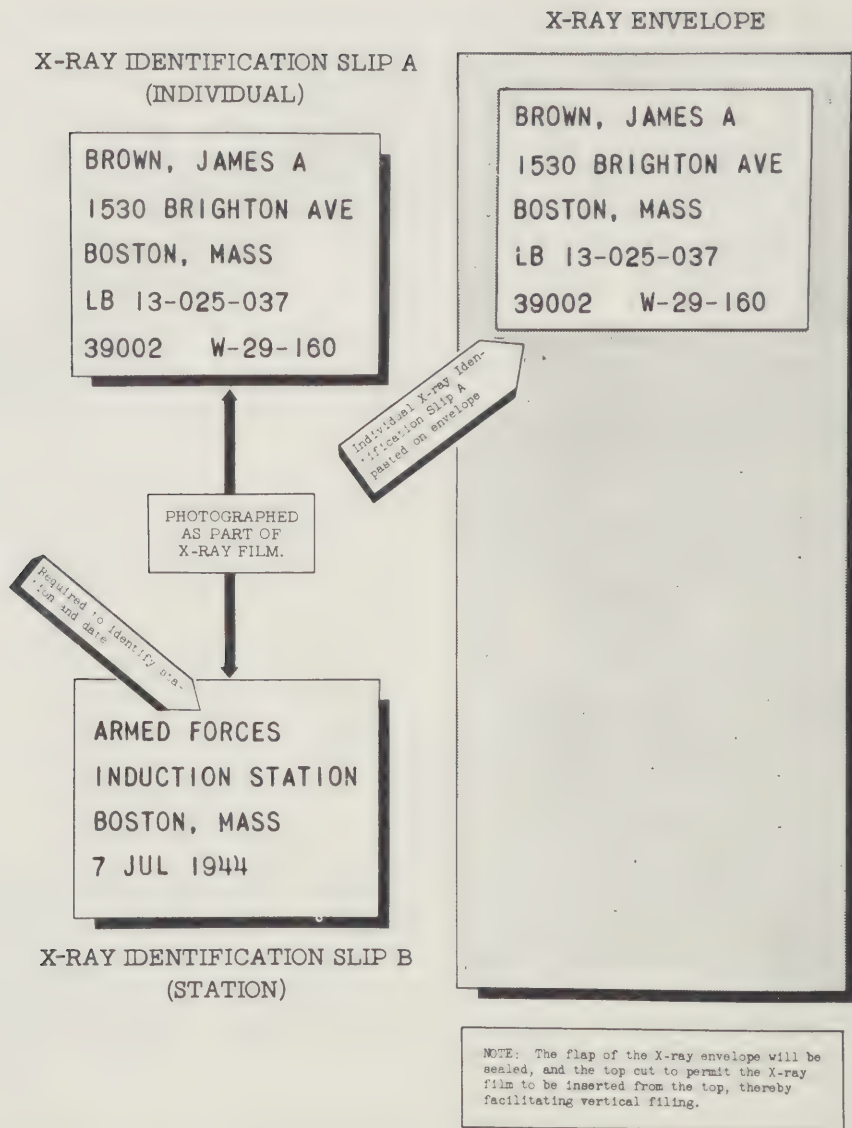 X-RAY IDENTIFICATION SLIP A
(INDIVIDUAL)
BROWN, JAMES A
1530 BRIGHTON AVE
BOSTON, MASS
LB 13-025-037
39002 W-29-160
PHOTOGRAPHED
AS PART OF
X-RAY FILM.
Required to identify sta-
tion and date
ARMED FORCES
INDUCTION STATION
BOSTON, MASS
7 JUL 1944
X-RAY IDENTIFICATION SLIP B
(STATION)
X-RAY ENVELOPE
BROWN, JAMES A
1530 BRIGHTON AVE
BOSTON, MASS
LB 13-025-037
39002 W-29-160
Individual X-ray Iden-
tification Slip A
pasted on envelope
NOTE: The flap of the X-ray envelope will be
sealed, and the top cut to permit the X-ray
film to be inserted from the top, thereby
facilitating vertical filing.